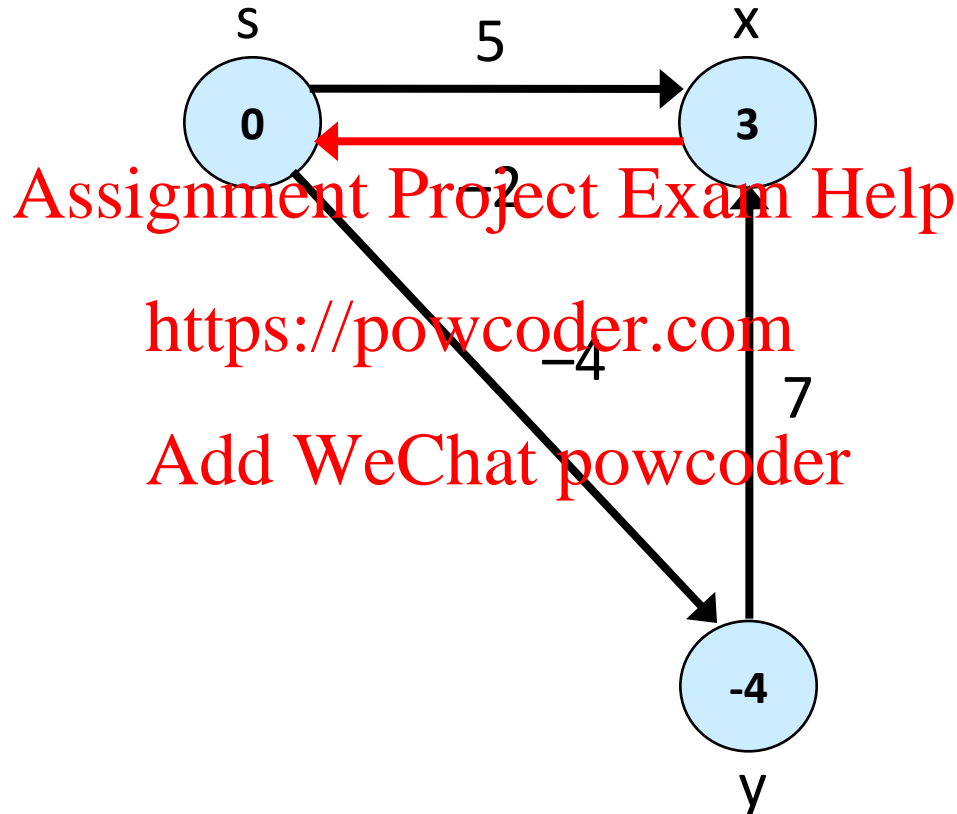 s
x
5
0
3
−2
Assignment Project Exam Help
https://powcoder.com
−4
7
Add WeChat powcoder
-4
y